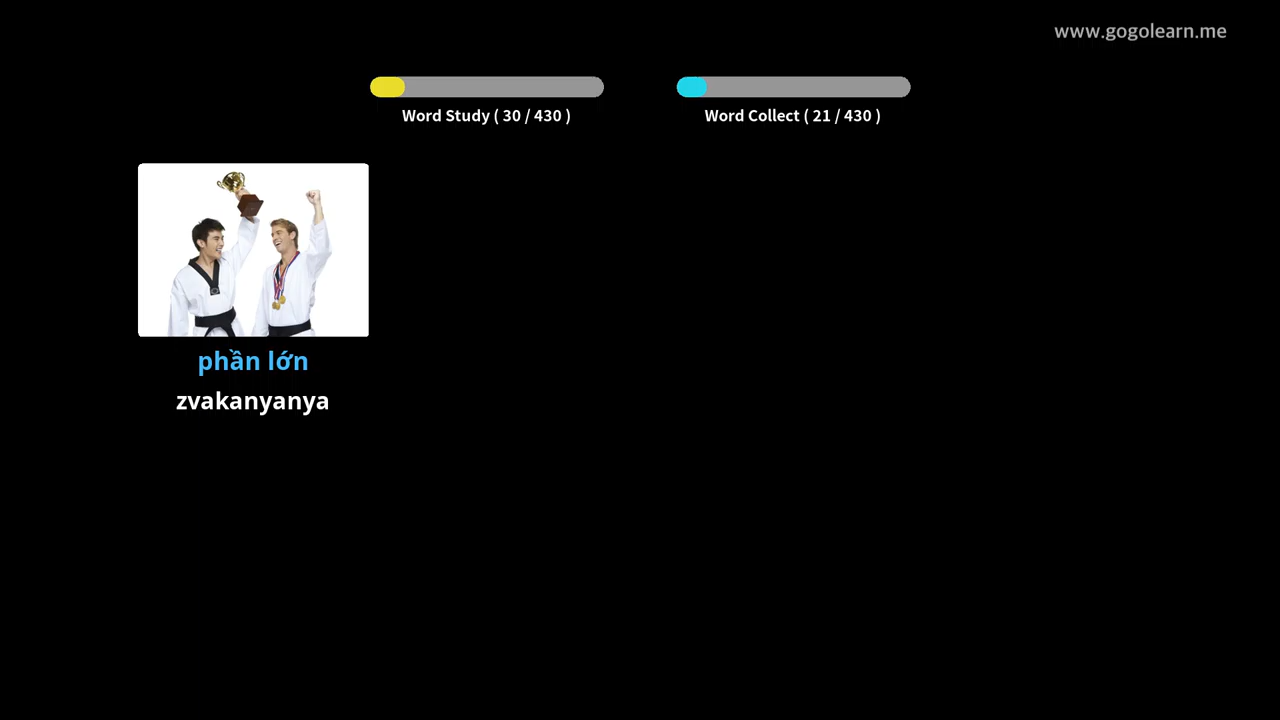 www.gogolearn.me
Word Study ( 30 / 430 )
Word Collect ( 21 / 430 )
phần lớn
zvakanyanya